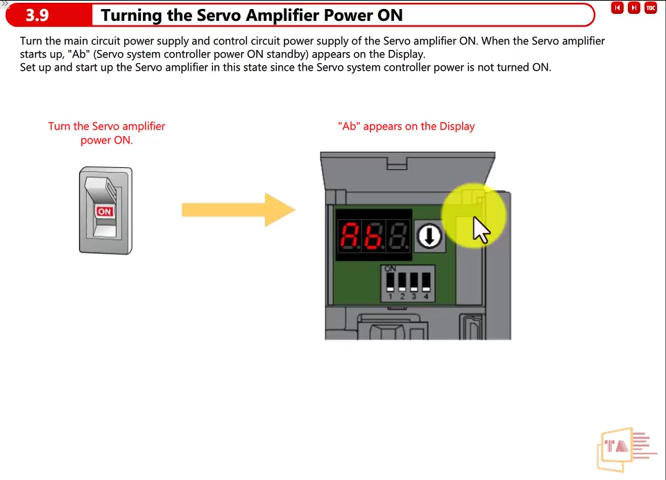 3.9 Turning the Servo Amplifier Power ON
TOC
Turn the main circuit power supply and control circuit power supply of the Servo amplifier ON. When the Servo amplifier
starts up, "Ab" (Servo system controller power ON standby) appears on the Display.
Set up and start up the Servo amplifier in this state since the Servo system controller power is not turned ON.
Turn the Servo amplifier
power ON.
"Ab" appears on the Display
ON
Ab
ON
1 2 3 4
TA